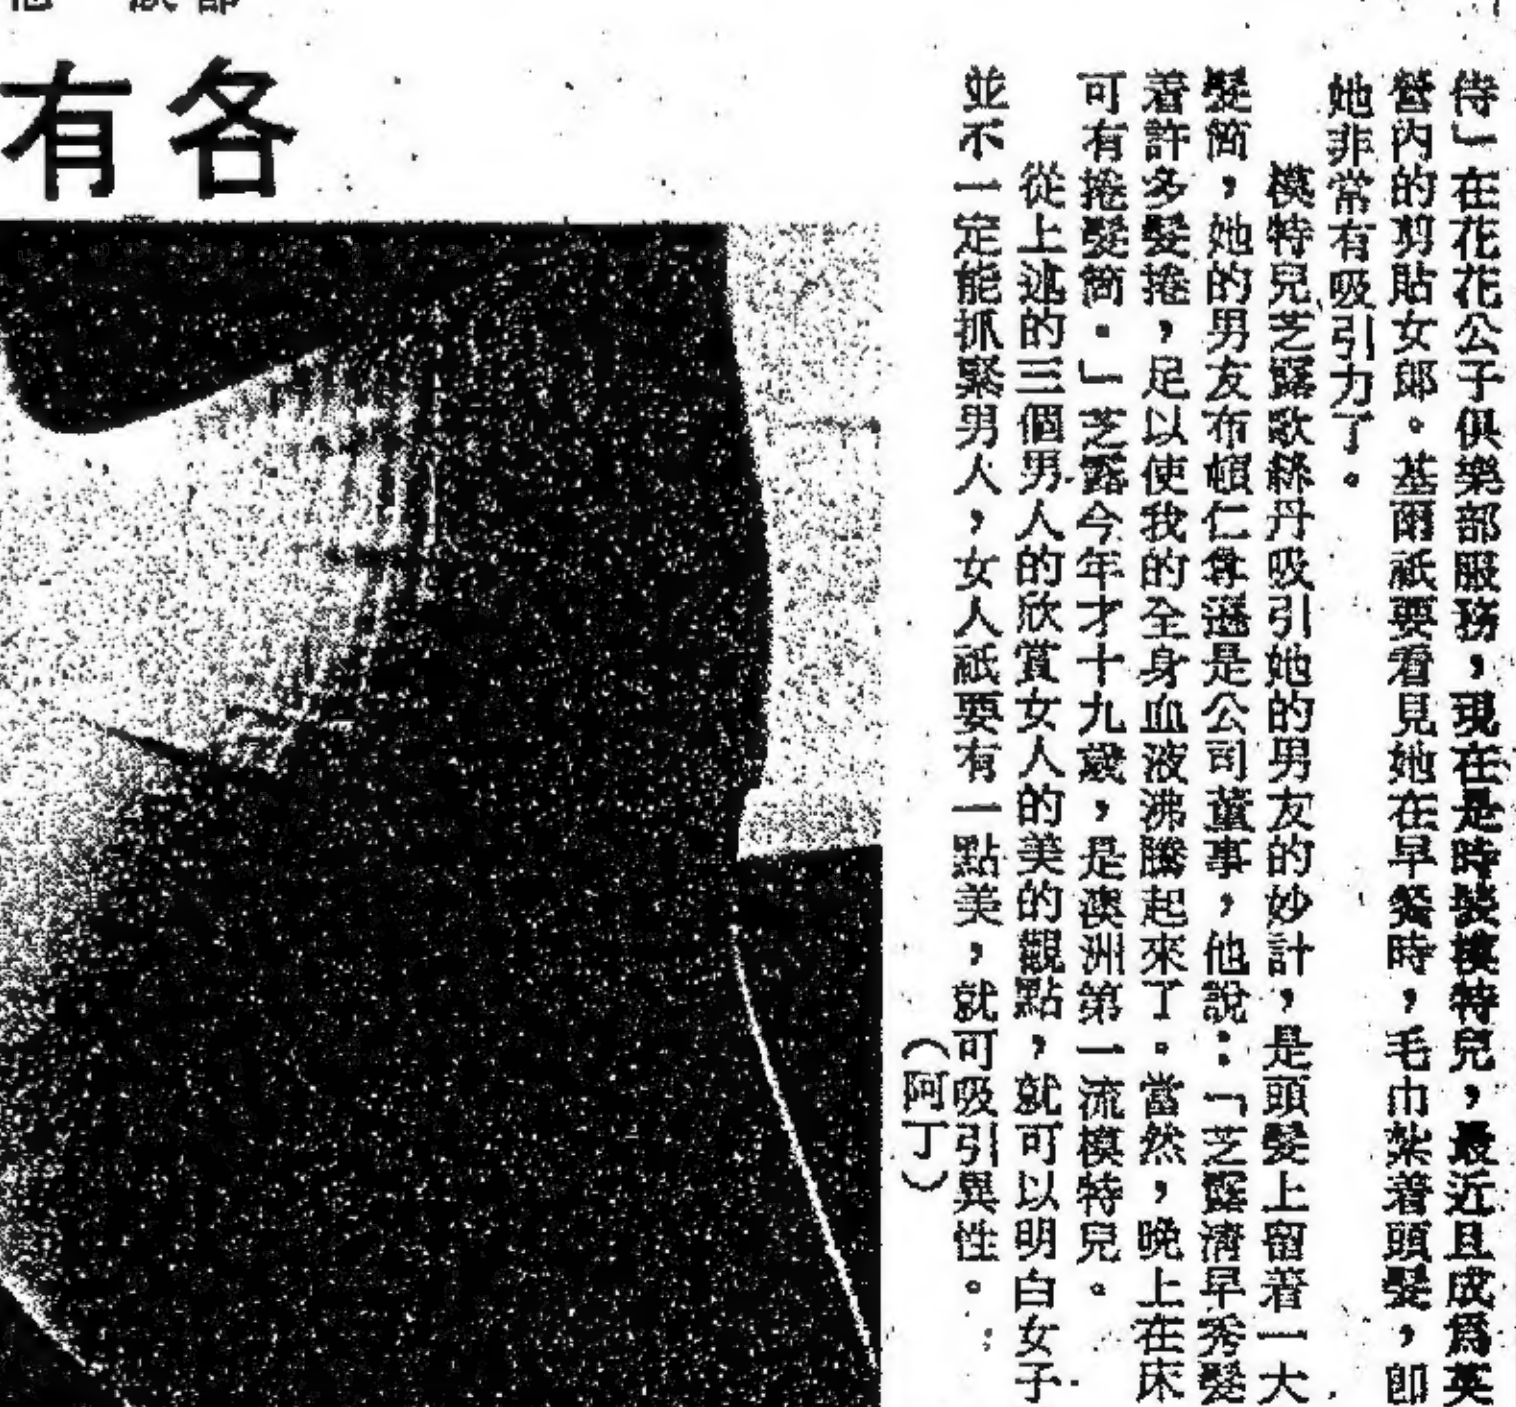 各有
侍」在花花公子俱樂部服務，現在是時裝模特兒，最近且成為英
營內的剪貼女郎。基爾祇要看見她在早餐時，毛巾紮着頭髮，即
她非常有吸引力了。
模特兒芝露歌絲丹吸引她的男友的妙計，是頭髮上留着一大
髮筒，她的男友布頓仁是公司董事，他說：「芝露清早秀髮
着許多髮捲，足以使我的全身血液沸騰起來了。當然，晚上在床
可有捲髮筒。」芝露今年才十九歲，是澳洲第一流模特兒。
從上述的三個男人的欣賞女人的美的觀點，就可以明白女子
並不一定能抓緊男人，女人祇要有一點美，就可吸引異性。
（阿丁）